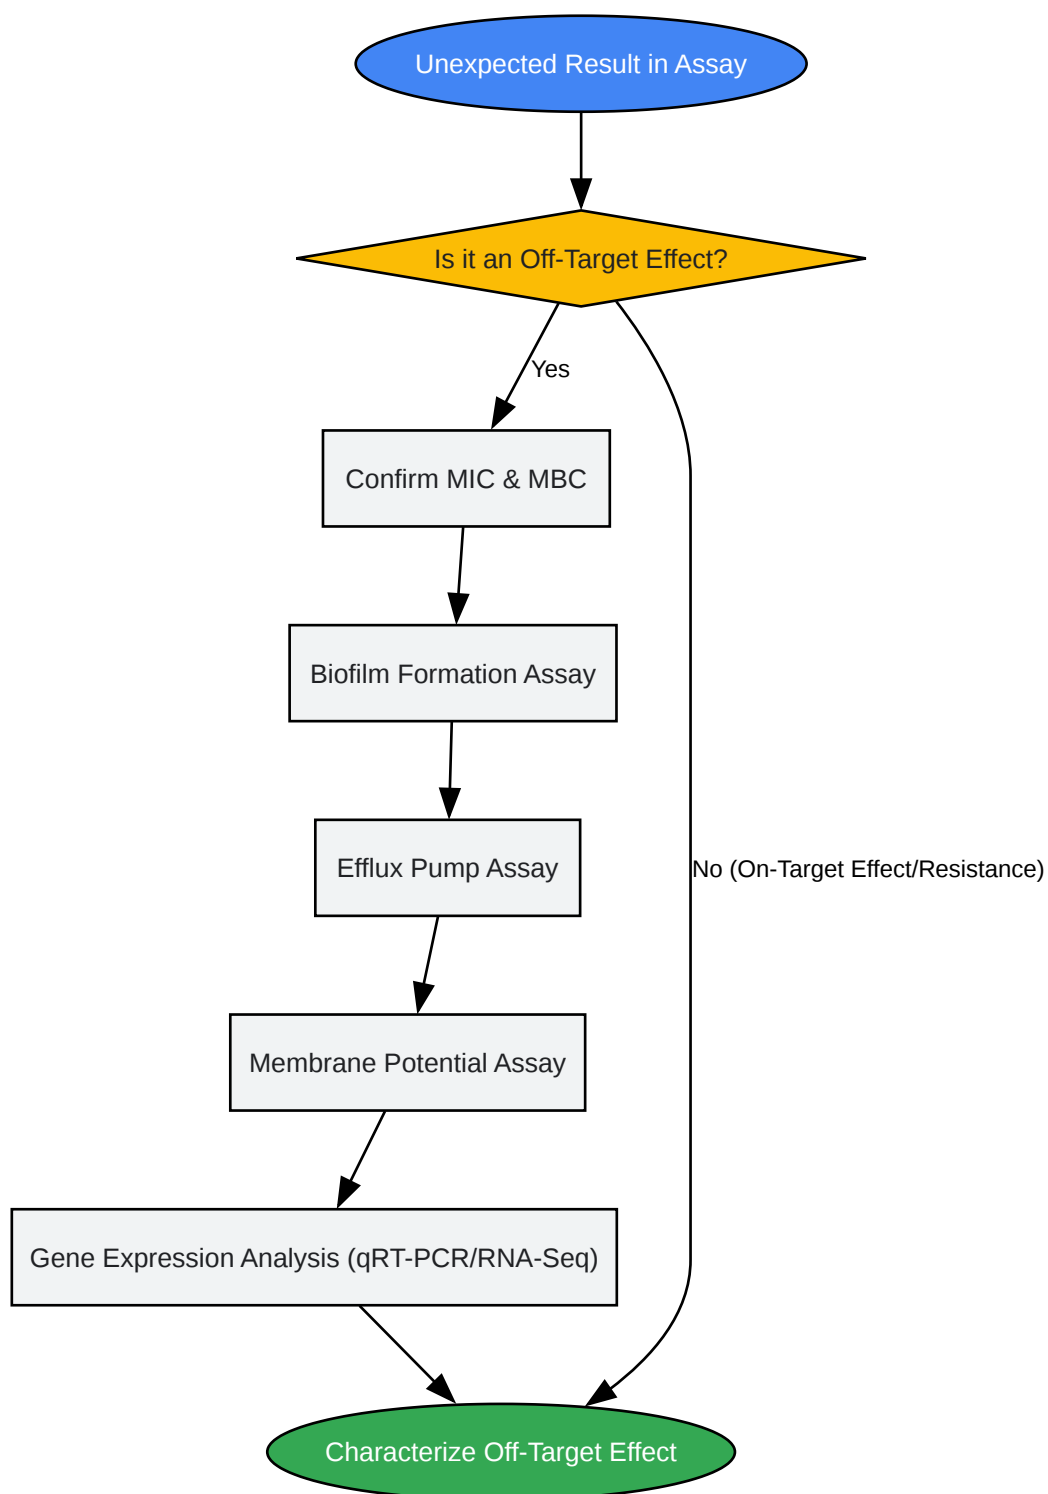 Unexpected Result in Assay
Is it an Off-Target Effect?
Yes
Confirm MIC & MBC
Biofilm Formation Assay
Efflux Pump Assay
No (On-Target Effect/Resistance)
Membrane Potential Assay
Gene Expression Analysis (qRT-PCR/RNA-Seq)
Characterize Off-Target Effect